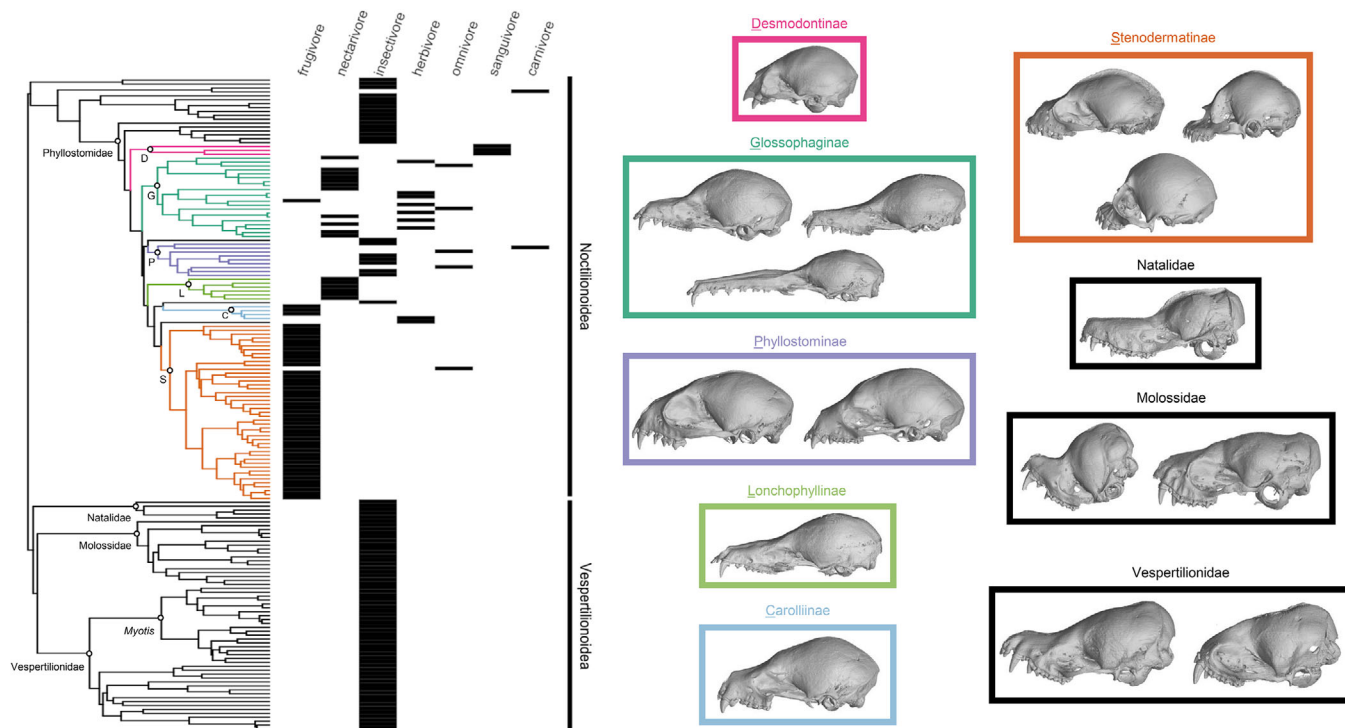 frugivore
nectarivore
insectivore
herbivore
omnivore
sanguivore
carnivore
Phyllostomidae
D
G
P
L
C
S
Natalidae
Molossidae
Myotis
Vespertilionidae
Noctilionoidea
Vespertilionoidea
Desmodontinae
Glossophaginae
Phyllostominae
Lonchophyllinae
Carolliinae
Stenodermatinae
Natalidae
Molossidae
Vespertilionidae